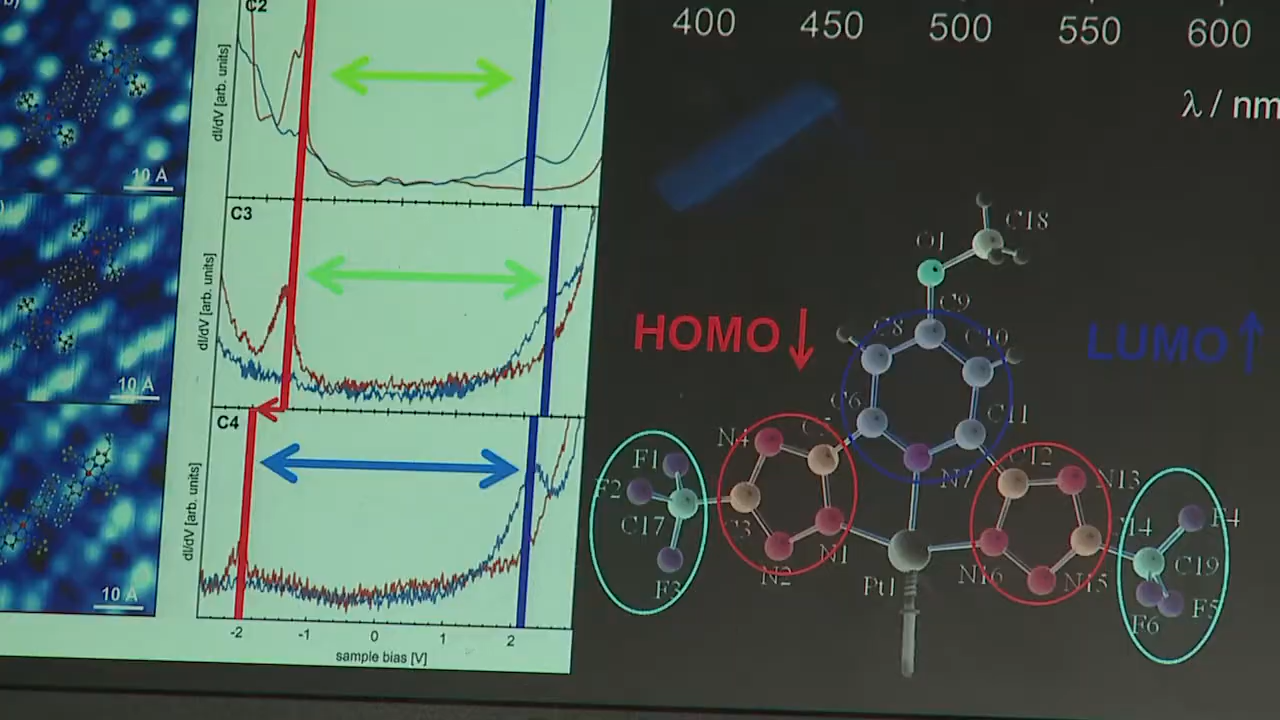 C2
dI/dV [arb. units]
10 Å
C3
dI/dV [arb. units]
10 Å
C4
dI/dV [arb. units]
10 Å
-2 -1 0 1 2
sample bias [V]
400 450 500 550 600
λ / nm
C18
O1
C9
HOMO
C8
C10
LUMO
C6
C11
N4
C5
C12
F1
N13
F2
N7
C17
C3
N1
N14
F4
N2
Pt1
N16
N15
C19
F3
F6
F5